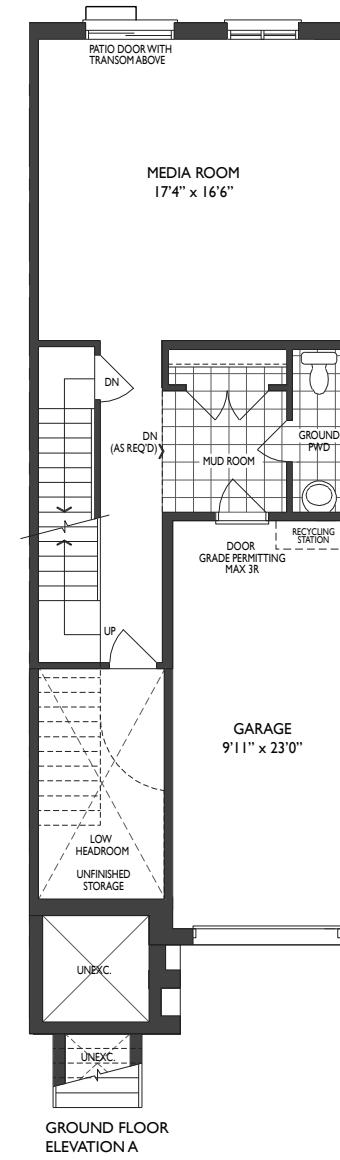 PATIO DOOR WITH
TRANSOM ABOVE
MEDIA ROOM
17'4” x 16'6”
DN
DN
(AS REQ'D)
MUD ROOM
GROUND
PWD
DOOR
GRADE PERMITTING
MAX 3R
RECYCLING
STATION
UP
GARAGE
9'11” x 23'0”
LOW
HEADROOM
UNFINISHED
STORAGE
UNEXC.
UNEXC.
GROUND FLOOR
ELEVATION A